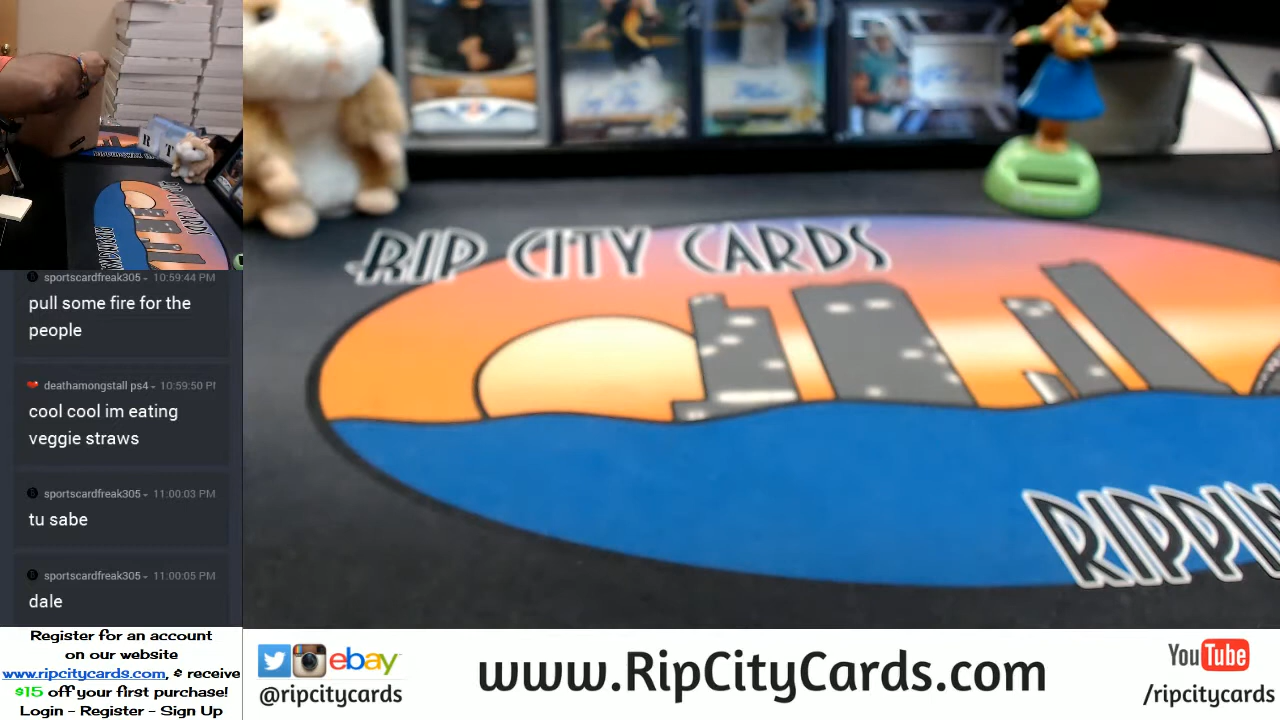 sportscardfreak305 - 10:59:44 PM
pull some fire for the
people
deathamongstall ps4 - 10:59:50 PM
cool cool im eating
veggie straws
sportscardfreak305 - 11:00:03 PM
tu sabe
sportscardfreak305 - 11:00:05 PM
dale
Register for an account
on our website
www.ripcitycards.com, & receive
$15 off your first purchase!
Login - Register - Sign Up
RIP CITY CARDS
RIPPIN
ebay
@ripcitycards
www.RipCityCards.com
YouTube
/ripcitycards